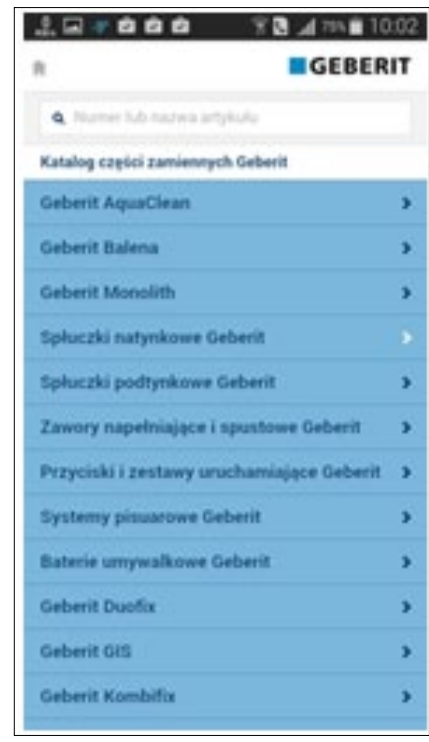 75% 10:02
GEBERIT
Numer lub nazwa artykułu
Katalog części zamiennych Geberit
Geberit AquaClean
Geberit Balena
Geberit Monolith
Spłuczki natynkowe Geberit
Spłuczki podtynkowe Geberit
Zawory napełniające i spustowe Geberit
Przyciski i zestawy uruchamiające Geberit
Systemy pisuarowe Geberit
Baterie umywalkowe Geberit
Geberit Duofix
Geberit GIS
Geberit Kombifix